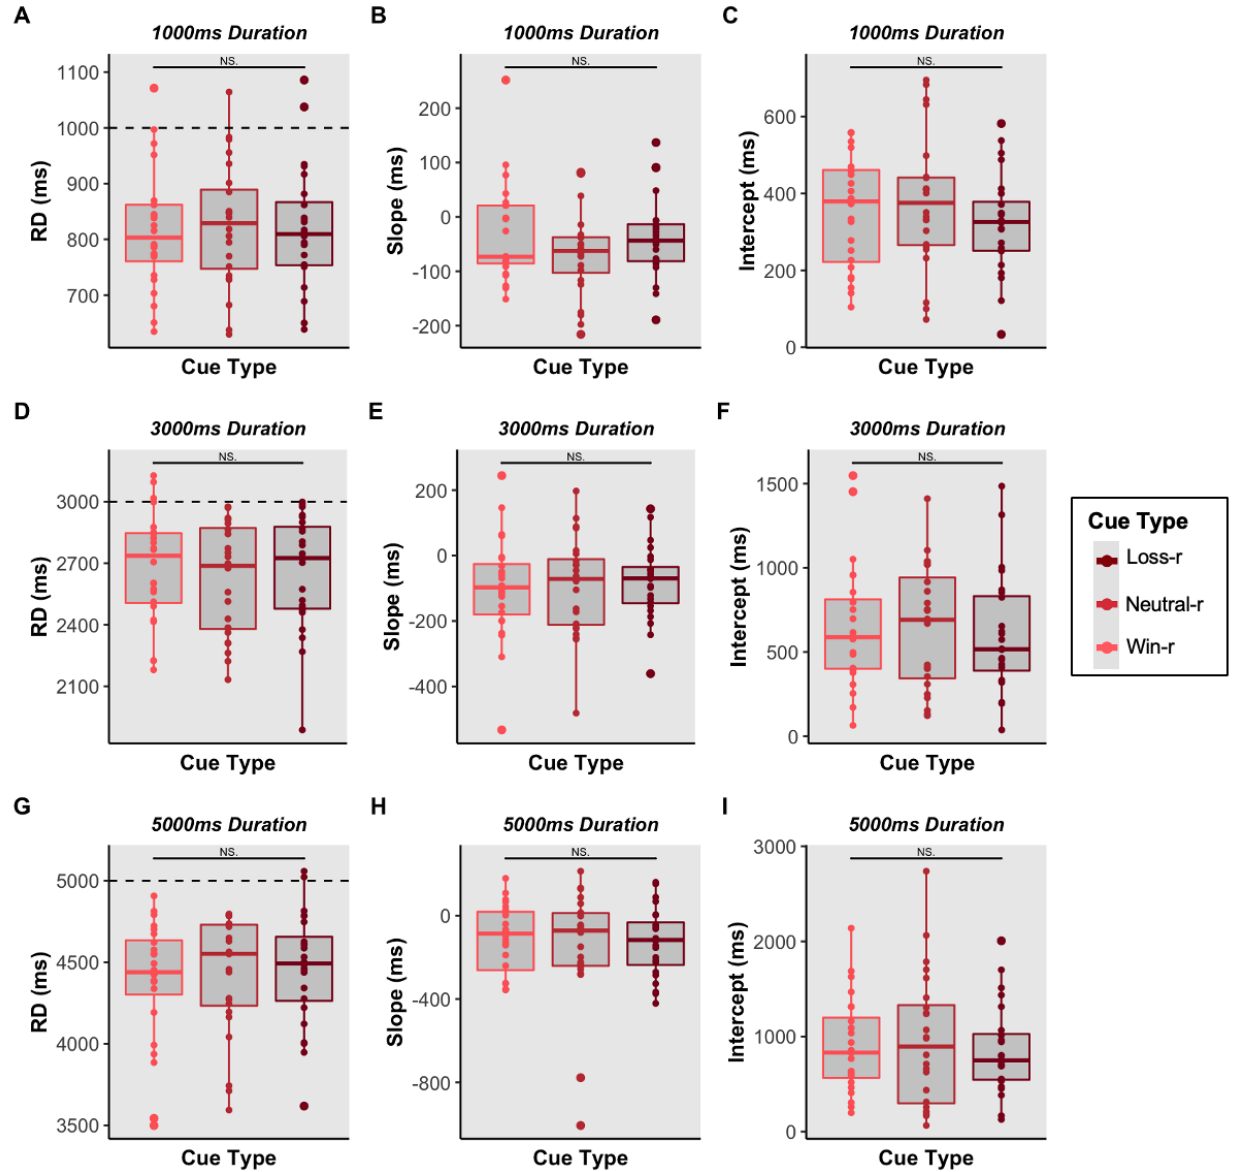 A
1000ms Duration
NS.
RD (ms)
1100
1000
900
800
700
Cue Type
B
1000ms Duration
NS.
Slope (ms)
200
100
0
-100
-200
Cue Type
C
1000ms Duration
NS.
Intercept (ms)
600
400
200
0
Cue Type
D
3000ms Duration
NS.
RD (ms)
3000
2700
2400
2100
Cue Type
E
3000ms Duration
NS.
Slope (ms)
200
0
-200
-400
Cue Type
F
3000ms Duration
NS.
Intercept (ms)
1500
1000
500
0
Cue Type
Cue Type
Loss-r
Neutral-r
Win-r
G
5000ms Duration
NS.
RD (ms)
5000
4500
4000
3500
Cue Type
H
5000ms Duration
NS.
Slope (ms)
0
-400
-800
Cue Type
I
5000ms Duration
NS.
Intercept (ms)
3000
2000
1000
0
Cue Type